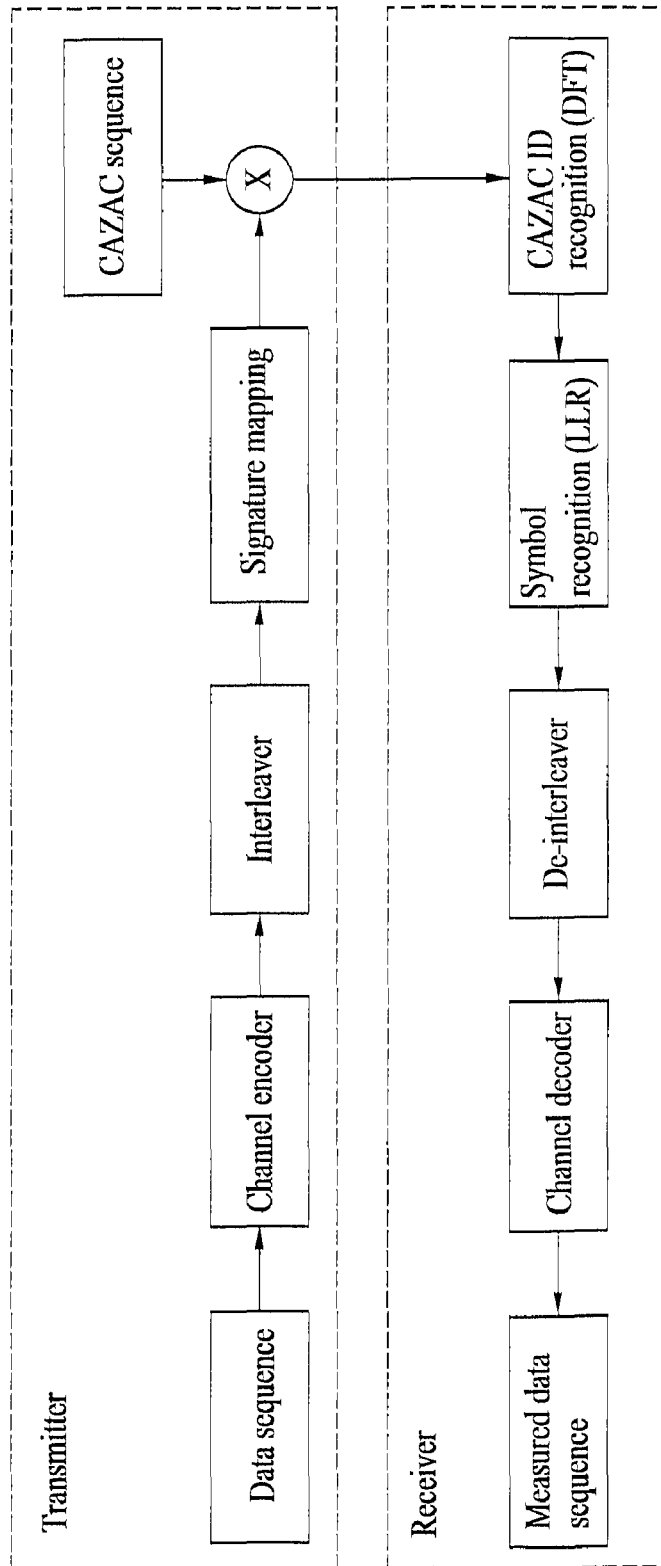 Transmitter
CAZAC sequence
Data sequence
Channel encoder
Interleaver
Signature mapping
X
Receiver
Measured data
sequence
Channel decoder
De-interleaver
Symbol
recognition (LLR)
CAZAC ID
recognition (DFT)